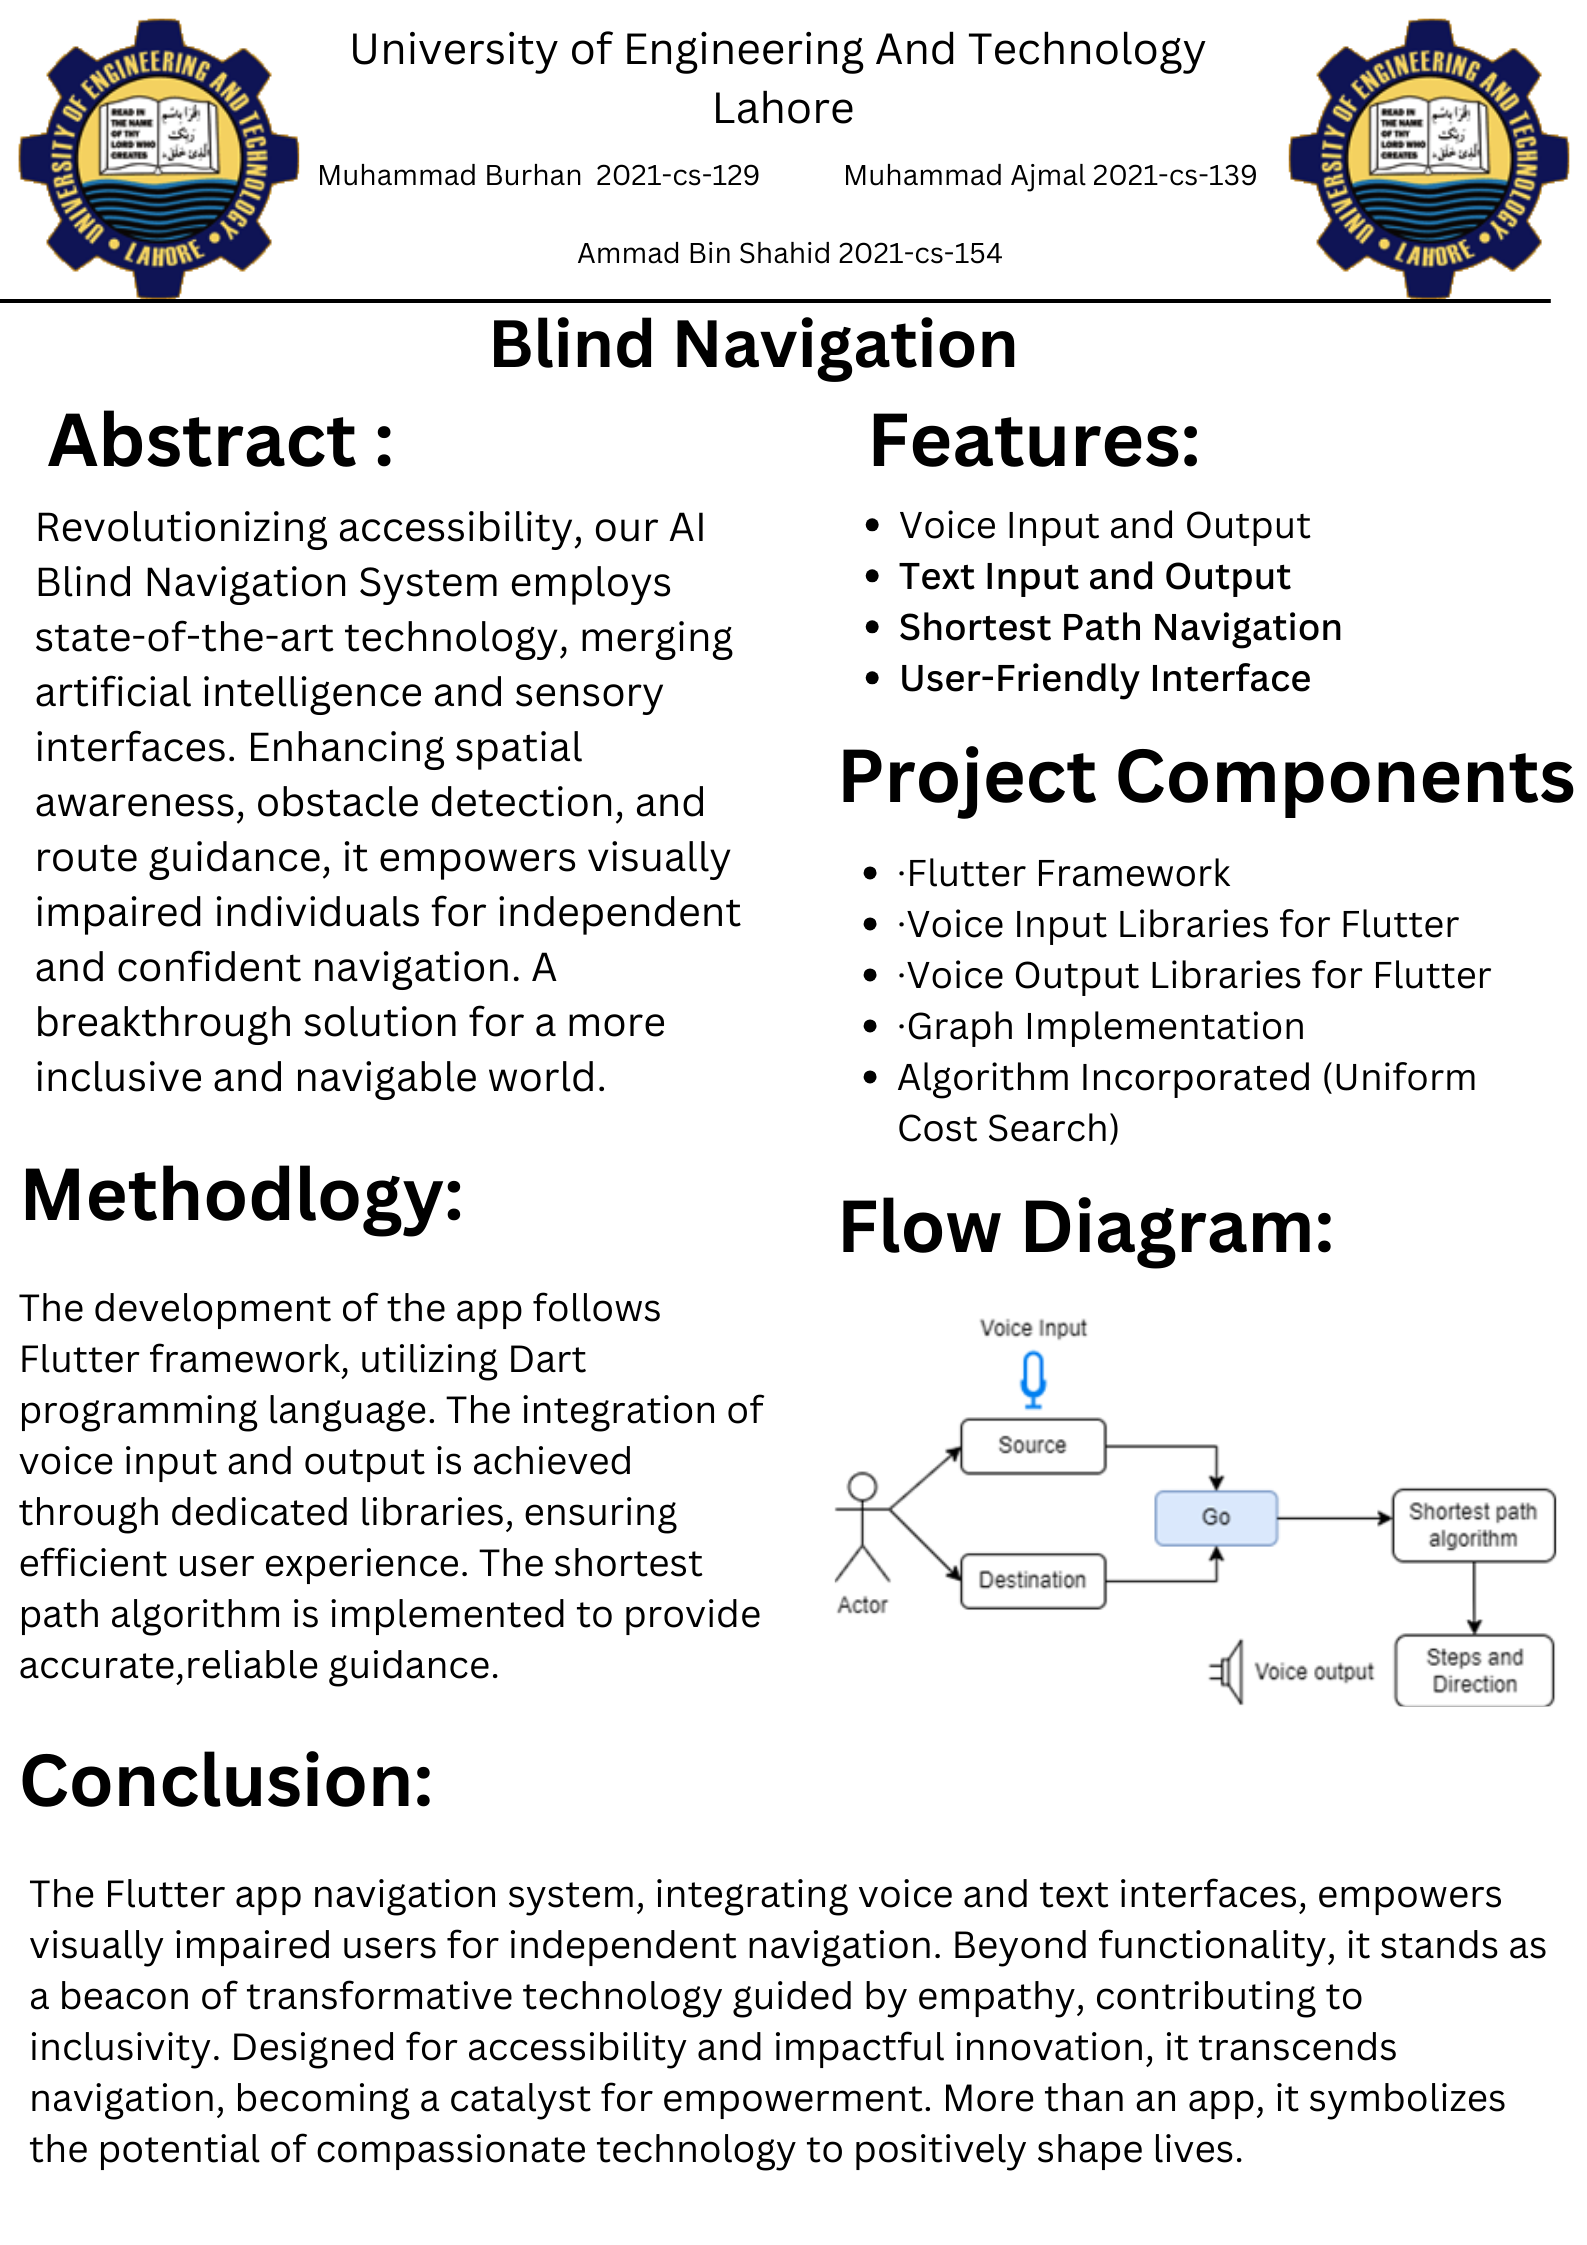 UNIVERSITY OF ENGINEERING AND TECHNOLOGY
• LAHORE •
READ IN
THE NAME
OF THY
LORD WHO
CREATES
اقرا باسم
ربك
الذي خلق
University of Engineering And Technology
Lahore
Muhammad Burhan 2021-cs-129
Muhammad Ajmal 2021-cs-139
Ammad Bin Shahid 2021-cs-154
UNIVERSITY OF ENGINEERING AND TECHNOLOGY
• LAHORE •
READ IN
THE NAME
OF THY
LORD WHO
CREATES
اقرا باسم
ربك
الذي خلق
Blind Navigation
Abstract :
Revolutionizing accessibility, our AI
Blind Navigation System employs
state-of-the-art technology, merging
artificial intelligence and sensory
interfaces. Enhancing spatial
awareness, obstacle detection, and
route guidance, it empowers visually
impaired individuals for independent
and confident navigation. A
breakthrough solution for a more
inclusive and navigable world.
Methodlogy:
The development of the app follows
Flutter framework, utilizing Dart
programming language. The integration of
voice input and output is achieved
through dedicated libraries, ensuring
efficient user experience. The shortest
path algorithm is implemented to provide
accurate,reliable guidance.
Features:
• Voice Input and Output
• Text Input and Output
• Shortest Path Navigation
• User-Friendly Interface
Project Components
• ·Flutter Framework
• ·Voice Input Libraries for Flutter
• ·Voice Output Libraries for Flutter
• ·Graph Implementation
• Algorithm Incorporated (Uniform
Cost Search)
Flow Diagram:
Voice Input
Source
Go
Shortest path
algorithm
Destination
Actor
Voice output
Steps and
Direction
Conclusion:
The Flutter app navigation system, integrating voice and text interfaces, empowers
visually impaired users for independent navigation. Beyond functionality, it stands as
a beacon of transformative technology guided by empathy, contributing to
inclusivity. Designed for accessibility and impactful innovation, it transcends
navigation, becoming a catalyst for empowerment. More than an app, it symbolizes
the potential of compassionate technology to positively shape lives.